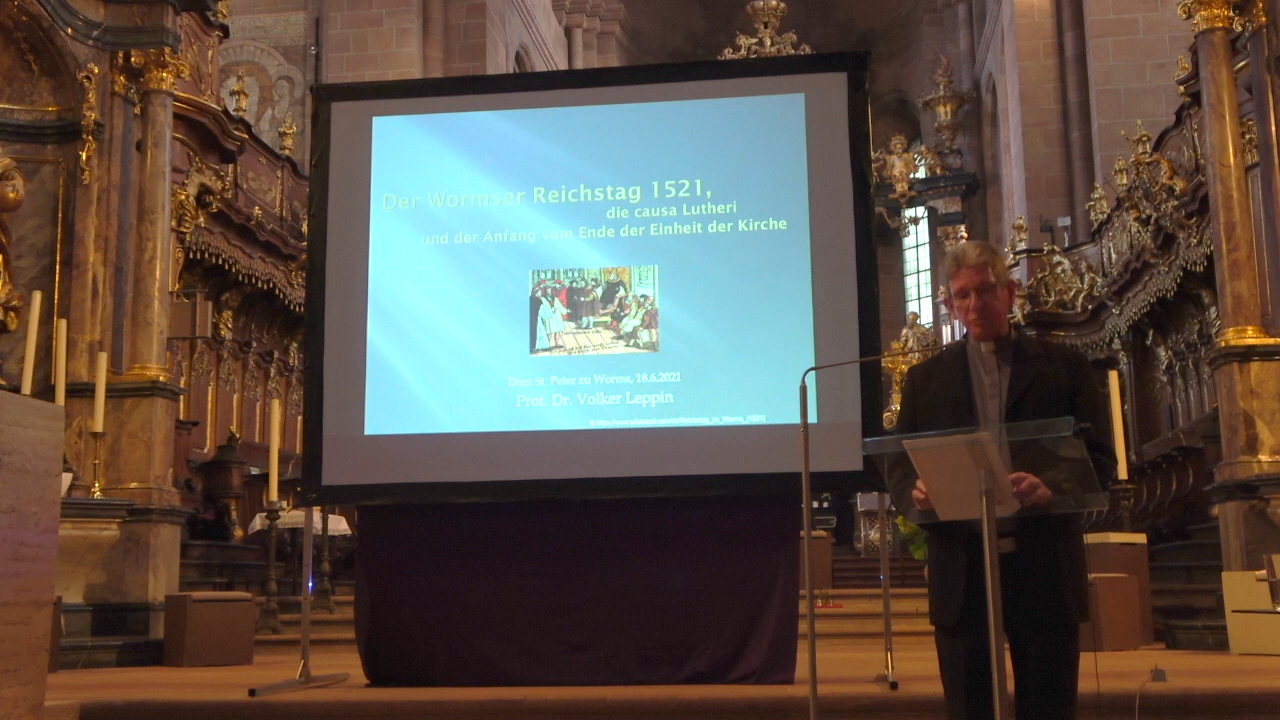 Der Wormser Reichstag 1521,
die causa Lutheri
und der Anfang vom Ende der Einheit der Kirche
Dom St. Peter zu Worms, 18.6.2021
Prof. Dr. Volker Leppin